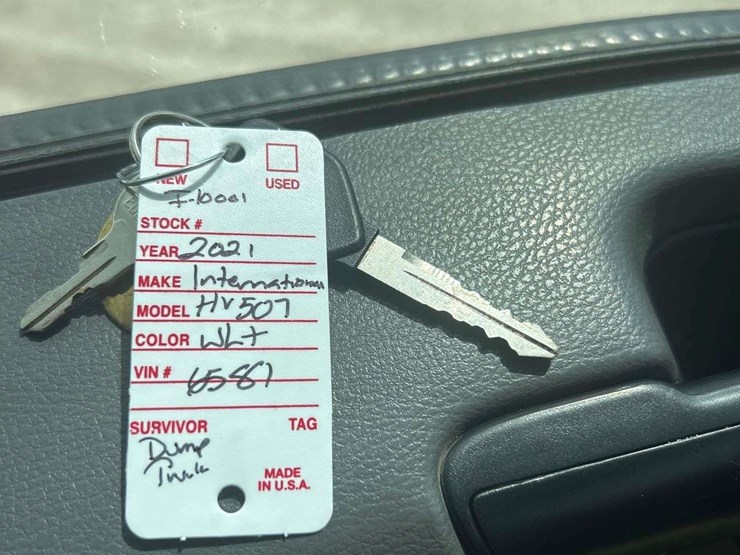 NEW USED
I-10001
STOCK #
YEAR 2021
MAKE International
MODEL HV507
COLOR Wht
VIN # 6581
SURVIVOR TAG
Dump
Truck
MADE
IN U.S.A.